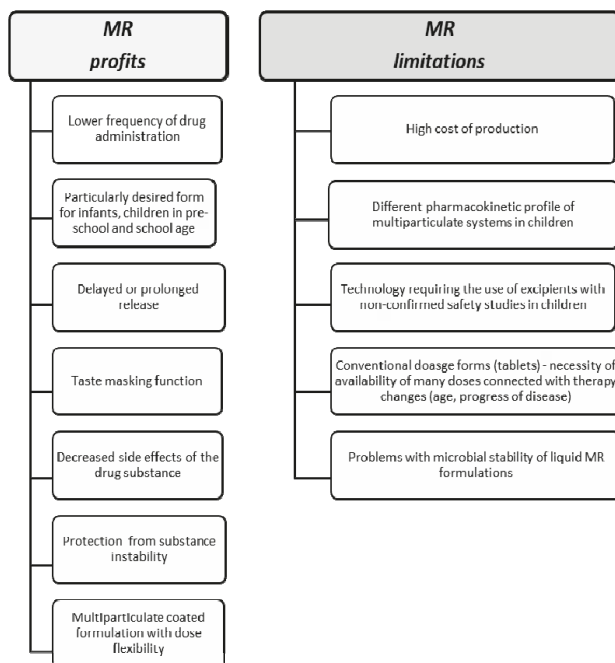 MR
profits
Lower frequency of drug
administration
Particularly desired form
for infants, children in pre-
school and school age
Delayed or prolonged
release
Taste masking function
Decreased side effects of the
drug substance
Protection from substance
instability
Multiparticulate coated
formulation with dose
flexibility
MR
limitations
High cost of production
Different pharmacokinetic profile of
multiparticulate systems in children
Technology requiring the use of excipients with
non-confirmed safety studies in children
Conventional doasge forms (tablets) - necessity of
availability of many doses connected with therapy
changes (age, progress of disease)
Problems with microbial stability of liquid MR
formulations